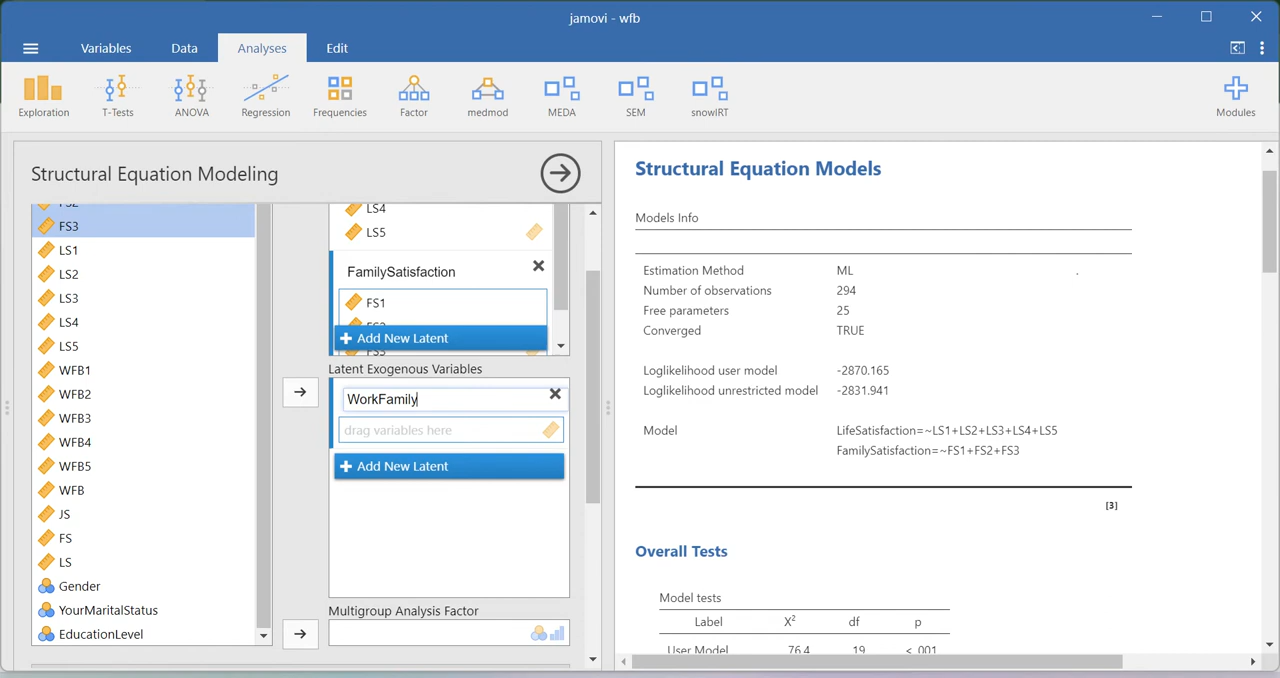 jamovi - wfb
Variables Data Analyses Edit
Exploration T-Tests ANOVA Regression Frequencies Factor medmod MEDA SEM snowIRT Modules
Structural Equation Modeling
FS2
FS3
LS1
LS2
LS3
LS4
LS5
WFB1
WFB2
WFB3
WFB4
WFB5
WFB
JS
FS
LS
Gender
YourMaritalStatus
EducationLevel
LS4
LS5
FamilySatisfaction
FS1
FS2
+ Add New Latent
FS3
Latent Exogenous Variables
WorkFamily
drag variables here
+ Add New Latent
Multigroup Analysis Factor
Structural Equation Models
Models Info
Estimation Method ML .
Number of observations 294
Free parameters 25
Converged TRUE
Loglikelihood user model -2870.165
Loglikelihood unrestricted model -2831.941
Model LifeSatisfaction=~LS1+LS2+LS3+LS4+LS5
FamilySatisfaction=~FS1+FS2+FS3
[3]
Overall Tests
Model tests
Label X² df p
User Model 76.4 19 < .001